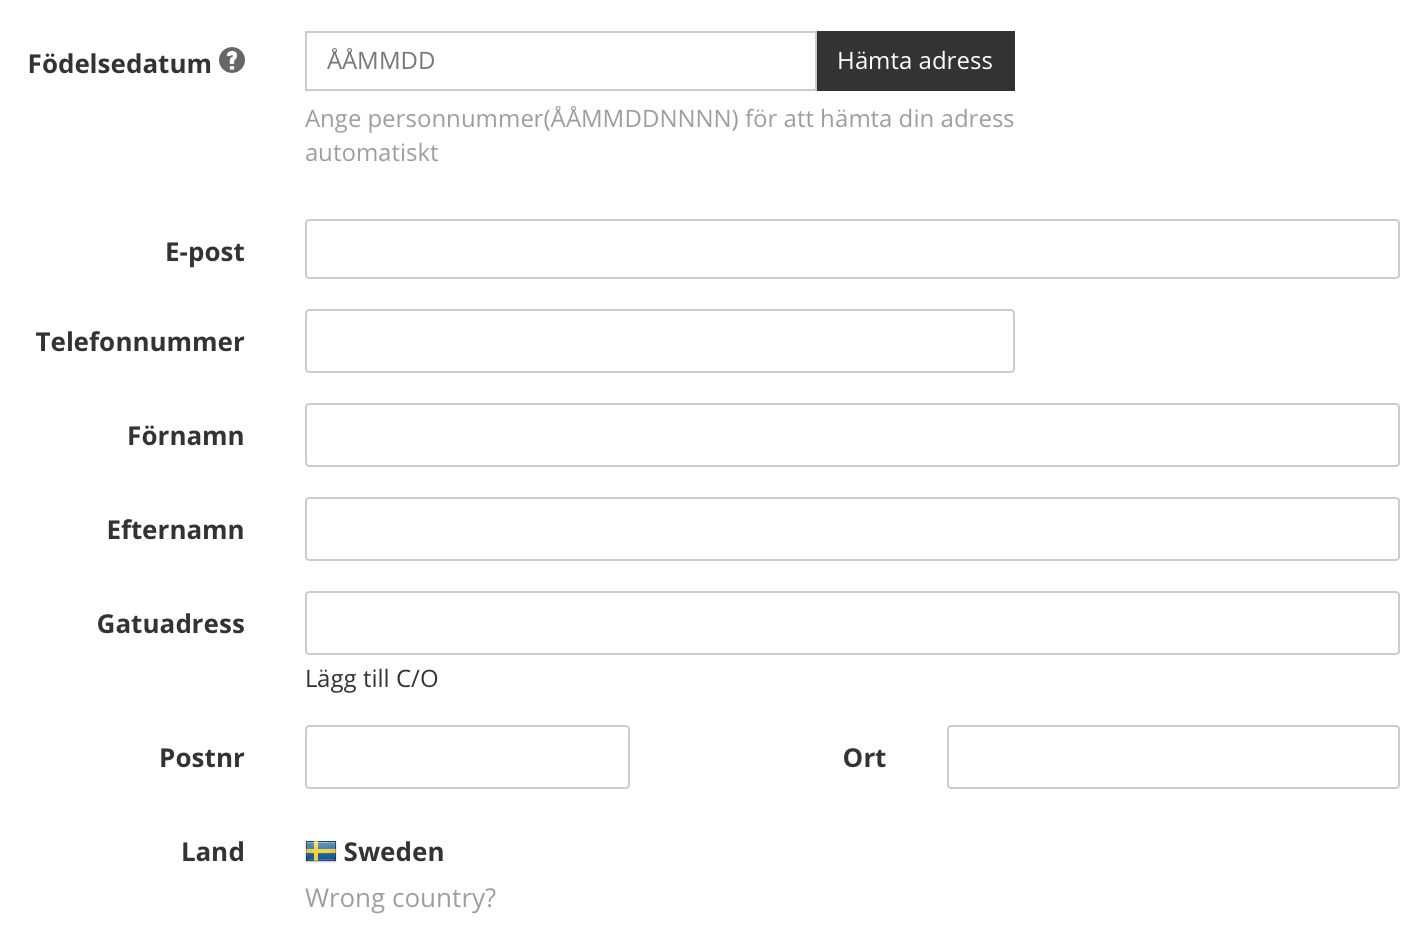 Födelsedatum ?
ÅÅMMDD
Hämta adress
Ange personnummer(ÅÅMMDDNNNN) för att hämta din adress
automatiskt
E-post
Telefonnummer
Förnamn
Efternamn
Gatuadress
Lägg till C/O
Postnr
Ort
Land
Sweden
Wrong country?